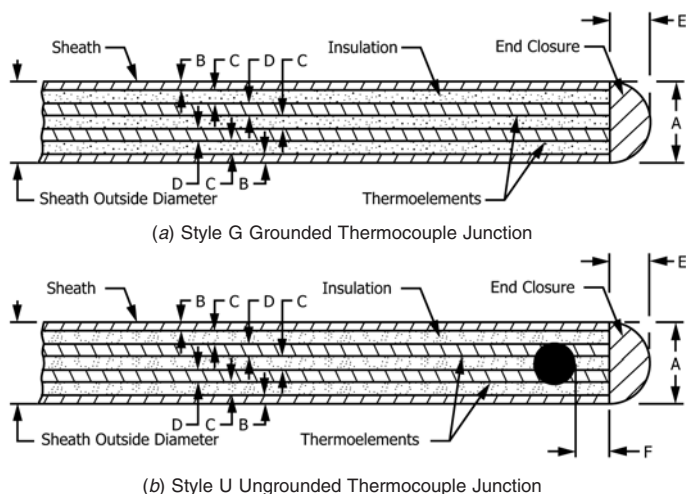 E
Sheath B C D C Insulation End Closure
A
D C B
Sheath Outside Diameter Thermoelements
(a) Style G Grounded Thermocouple Junction
E
Sheath B C D C Insulation End Closure
A
D C B
Sheath Outside Diameter Thermoelements F
(b) Style U Ungrounded Thermocouple Junction